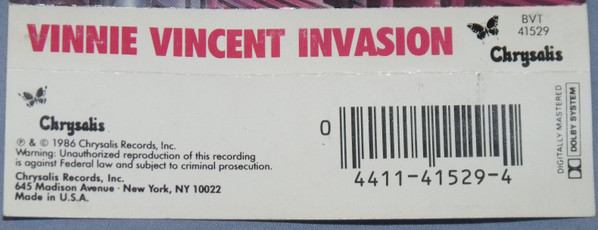 VINNIE VINCENT INVASION
BVT
41529
Chrysalis
Chrysalis
℗ & © 1986 Chrysalis Records, Inc.
Warning: Unauthorized reproduction of this recording
is against Federal law and subject to criminal prosecution.
Chrysalis Records, Inc.
645 Madison Avenue · New York, NY 10022
Made in U.S.A.
0
4411-41529-4
DIGITALLY MASTERED
DOLBY SYSTEM